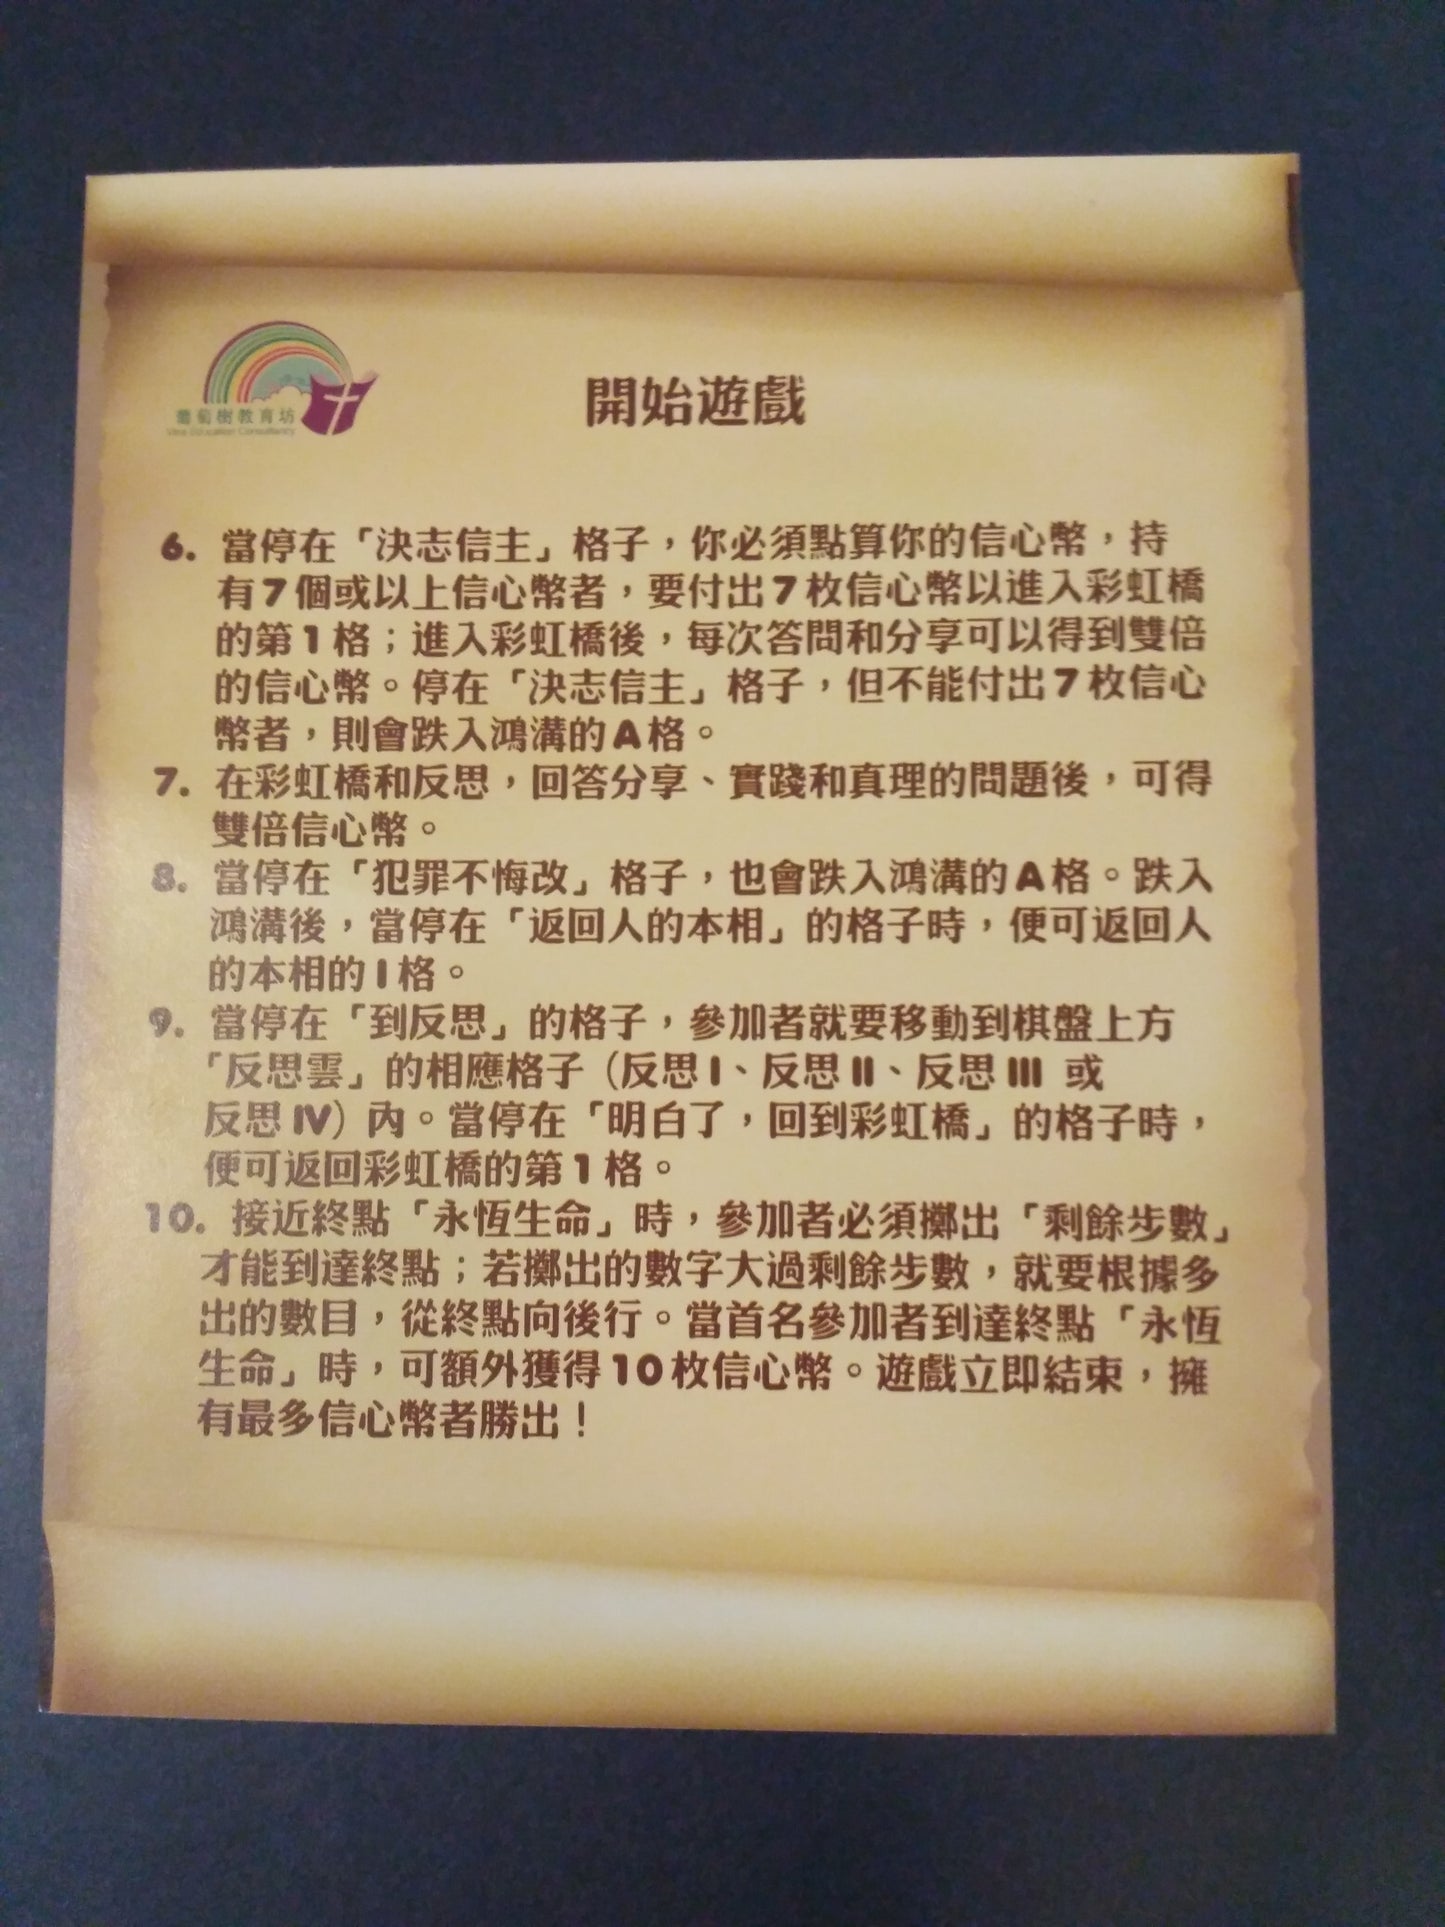 葡萄樹教育坊
Vine Education Consultancy
開始遊戲
6. 當停在「決志信主」格子，你必須點算你的信心幣，持
有7個或以上信心幣者，要付出7枚信心幣以進入彩虹橋
的第1格；進入彩虹橋後，每次答問和分享可以得到雙倍
的信心幣。停在「決志信主」格子，但不能付出7枚信心
幣者，則會跌入鴻溝的A格。
7. 在彩虹橋和反思，回答分享、實踐和真理的問題後，可得
雙倍信心幣。
8. 當停在「犯罪不悔改」格子，也會跌入鴻溝的A格。跌入
鴻溝後，當停在「返回人的本相」的格子時，便可返回人
的本相的I格。
9. 當停在「到反思」的格子，參加者就要移動到棋盤上方
「反思雲」的相應格子（反思I、反思II、反思III 或
反思IV）內。當停在「明白了，回到彩虹橋」的格子時，
便可返回彩虹橋的第1格。
10. 接近終點「永恆生命」時，參加者必須擲出「剩餘步數」
才能到達終點；若擲出的數字大過剩餘步數，就要根據多
出的數目，從終點向後行。當首名參加者到達終點「永恆
生命」時，可額外獲得10枚信心幣。遊戲立即結束，擁
有最多信心幣者勝出！